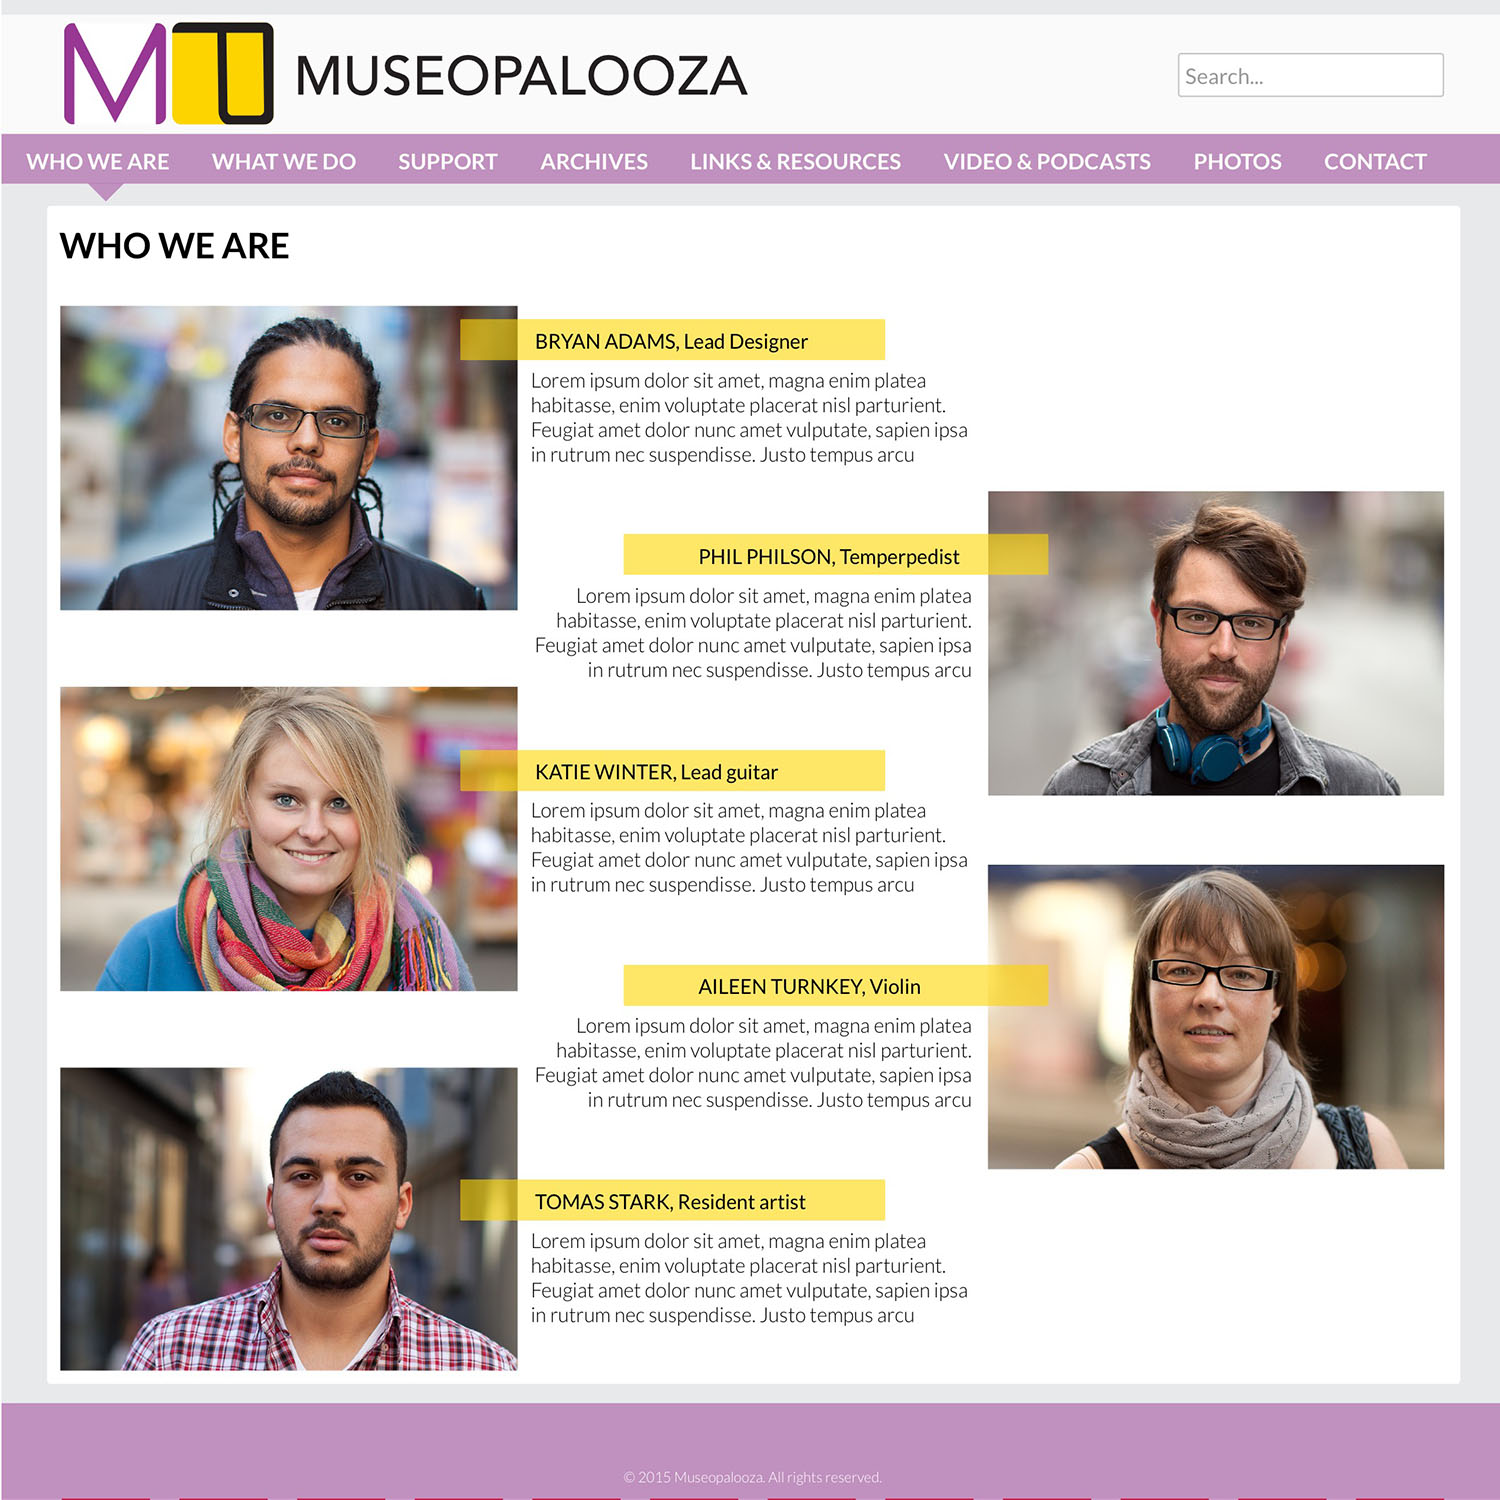 MUSEOPALOOZA
Search...
WHO WE ARE WHAT WE DO SUPPORT ARCHIVES LINKS & RESOURCES VIDEO & PODCASTS PHOTOS CONTACT
WHO WE ARE
BRYAN ADAMS, Lead Designer
Lorem ipsum dolor sit amet, magna enim platea
habitasse, enim voluptate placerat nisl parturient.
Feugiat amet dolor nunc amet vulputate, sapien ipsa
in rutrum nec suspendisse. Justo tempus arcu
PHIL PHILSON, Temperpedist
Lorem ipsum dolor sit amet, magna enim platea
habitasse, enim voluptate placerat nisl parturient.
Feugiat amet dolor nunc amet vulputate, sapien ipsa
in rutrum nec suspendisse. Justo tempus arcu
KATIE WINTER, Lead guitar
Lorem ipsum dolor sit amet, magna enim platea
habitasse, enim voluptate placerat nisl parturient.
Feugiat amet dolor nunc amet vulputate, sapien ipsa
in rutrum nec suspendisse. Justo tempus arcu
AILEEN TURNKEY, Violin
Lorem ipsum dolor sit amet, magna enim platea
habitasse, enim voluptate placerat nisl parturient.
Feugiat amet dolor nunc amet vulputate, sapien ipsa
in rutrum nec suspendisse. Justo tempus arcu
TOMAS STARK, Resident artist
Lorem ipsum dolor sit amet, magna enim platea
habitasse, enim voluptate placerat nisl parturient.
Feugiat amet dolor nunc amet vulputate, sapien ipsa
in rutrum nec suspendisse. Justo tempus arcu
© 2015 Museopalooza. All rights reserved.